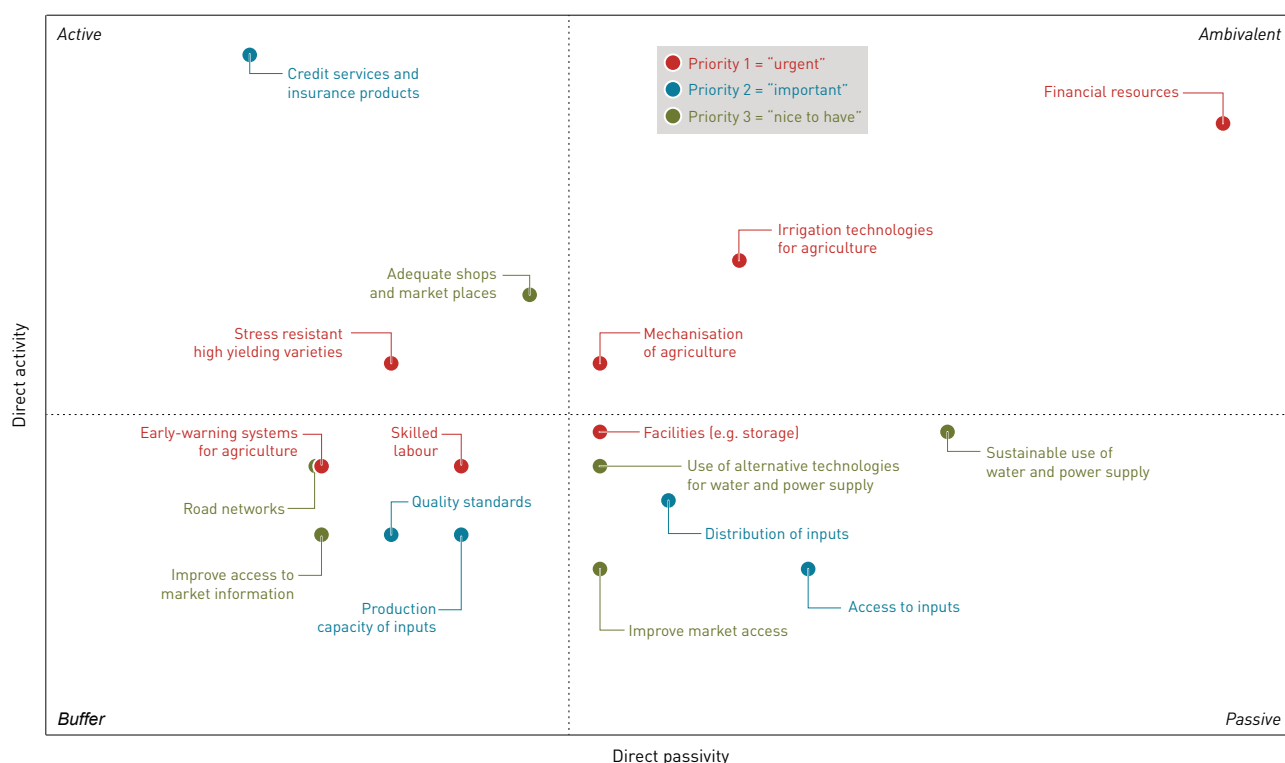 Active
Ambivalent
Credit services and
insurance products
Priority 1 = “urgent”
Priority 2 = “important”
Priority 3 = “nice to have”
Financial resources
Irrigation technologies
for agriculture
Adequate shops
and market places
Stress resistant
high yielding varieties
Mechanisation
of agriculture
Direct activity
Early-warning systems
for agriculture
Skilled
labour
Facilities (e.g. storage)
Sustainable use of
water and power supply
Use of alternative technologies
for water and power supply
Road networks
Quality standards
Distribution of inputs
Improve access to
market information
Production
capacity of inputs
Access to inputs
Improve market access
Buffer
Passive
Direct passivity